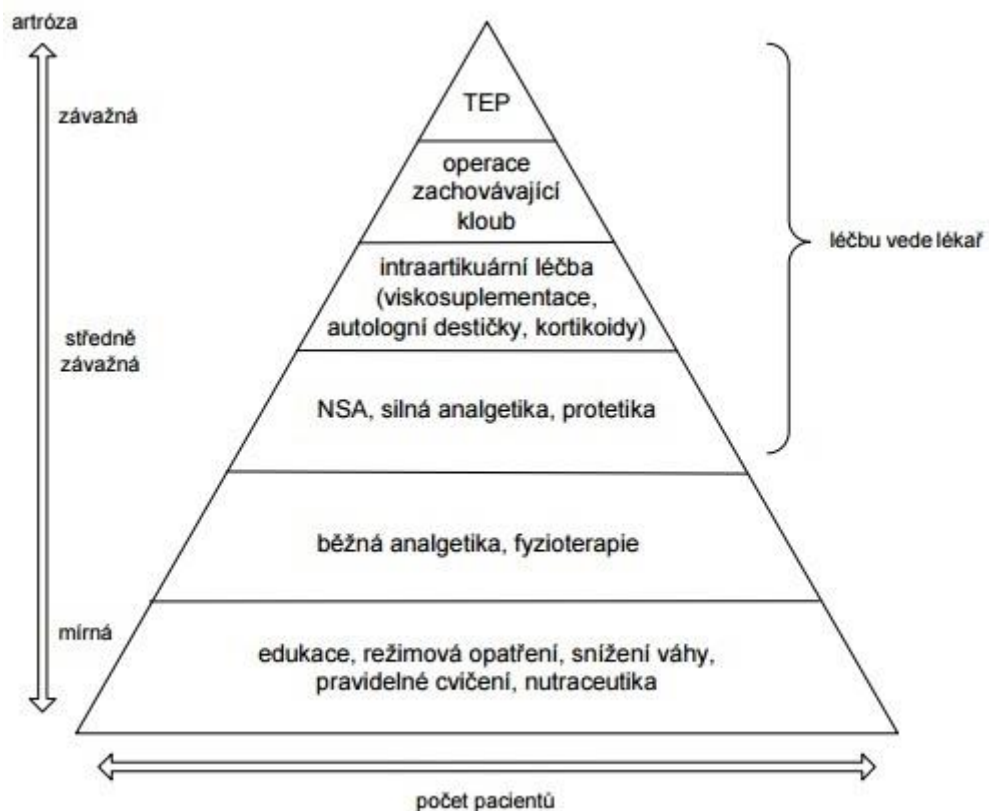 artróza
závažná
středně
závažná
mírná
TEP
operace
zachovávající
kloub
intraartikuární léčba
(viskosuplementace,
autologní destičky, kortikoidy)
NSA, silná analgetika, protetika
běžná analgetika, fyzioterapie
edukace, režimová opatření, snížení váhy,
pravidelné cvičení, nutraceutika
léčbu vede lékař
počet pacientů